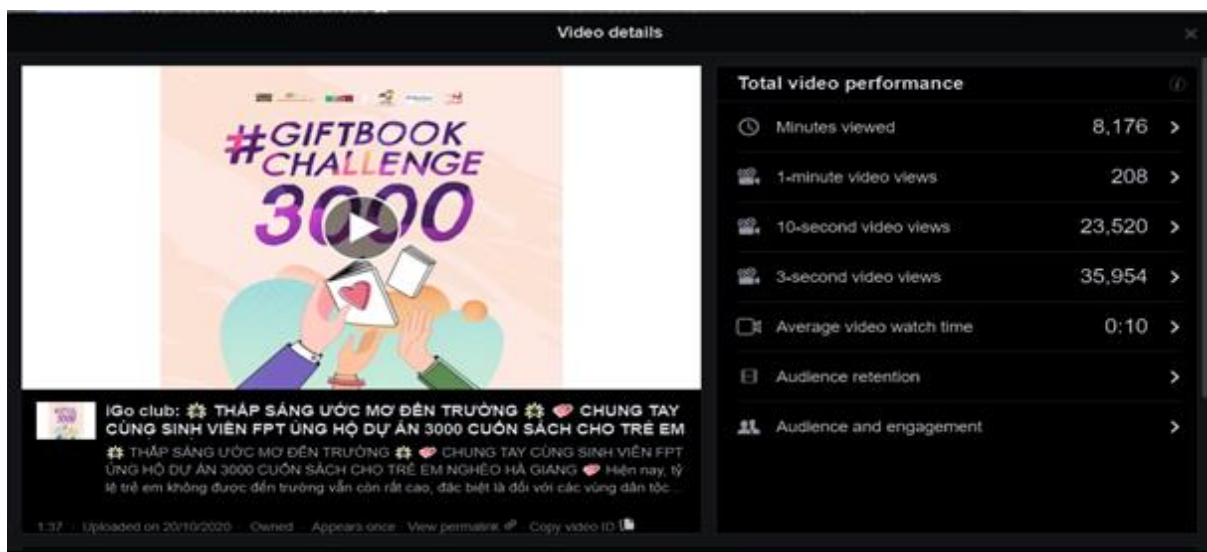 Video details
#GIFTBOOK
CHALLENGE
3000
iGo club: THẮP SÁNG ƯỚC MƠ ĐẾN TRƯỜNG CHUNG TAY
CÙNG SINH VIÊN FPT ỦNG HỘ DỰ ÁN 3000 CUỐN SÁCH CHO TRẺ EM
THẮP SÁNG ƯỚC MƠ ĐẾN TRƯỜNG CHUNG TAY CÙNG SINH VIÊN FPT
ỦNG HỘ DỰ ÁN 3000 CUỐN SÁCH CHO TRẺ EM NGHÈO HÀ GIANG Hiện nay, tỷ
lệ trẻ em không được đến trường vẫn còn rất cao, đặc biệt là đối với các vùng dân tộc...
1:37 · Uploaded on 20/10/2020 · Owned · Appears once · View permalink · Copy video ID
Total video performance
Minutes viewed 8,176
1-minute video views 208
10-second video views 23,520
3-second video views 35,954
Average video watch time 0:10
Audience retention
Audience and engagement